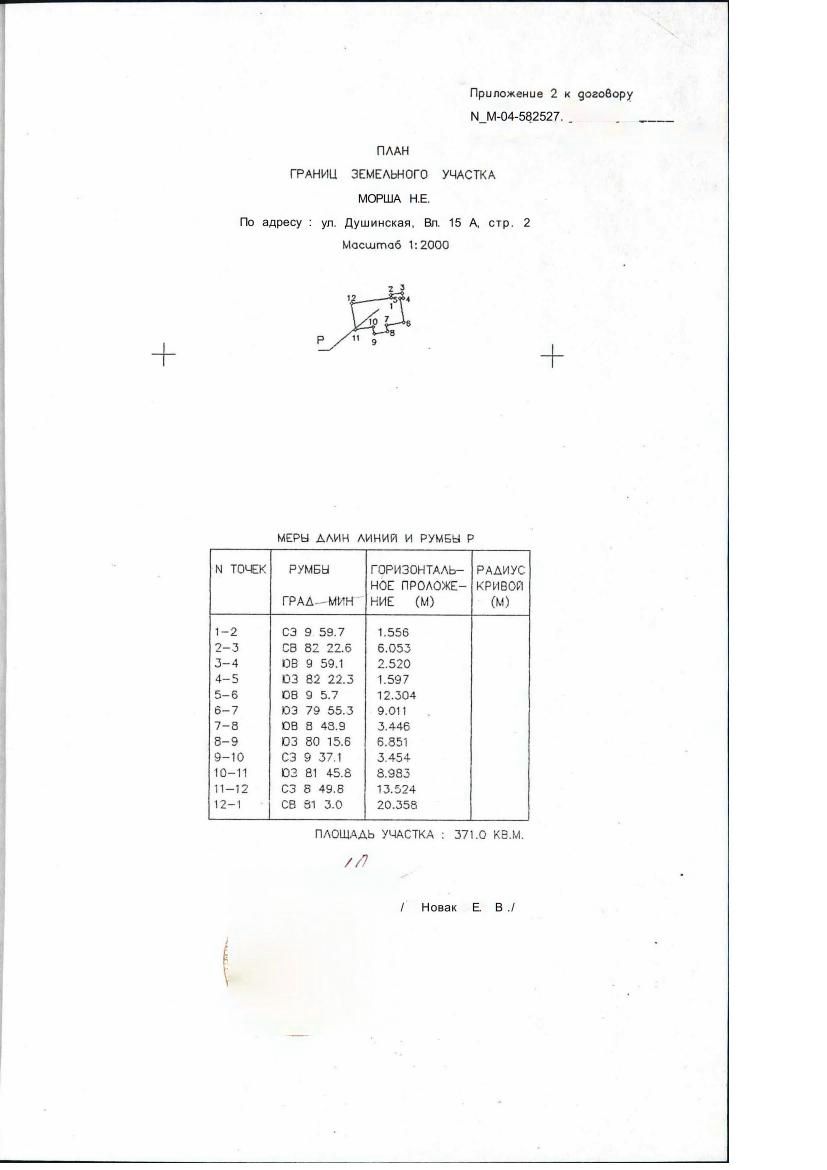 Приложение 2 к договору
N_М-04-582527.
ПЛАН
ГРАНИЦ ЗЕМЕЛЬНОГО УЧАСТКА
МОРША Н.Е.
По адресу : ул. Душинская, Вл. 15 А, стр. 2
Масштаб 1:2000
2 3
12 5 4
1
10 7 6
Р 11 8
9
МЕРЫ ДЛИН ЛИНИЙ И РУМБЫ Р
N ТОЧЕК РУМБЫ ГОРИЗОНТАЛЬ- РАДИУС
НОЕ ПРОЛОЖЕ- КРИВОЙ
ГРАД—МИН НИЕ (М) (М)
1-2 СЗ 9 59.7 1.556
2-3 СВ 82 22.6 6.053
3-4 ЮВ 9 59.1 2.520
4-5 ЮЗ 82 22.3 1.597
5-6 ЮВ 9 5.7 12.304
6-7 ЮЗ 79 55.3 9.011
7-8 ЮВ 8 48.9 3.446
8-9 ЮЗ 80 15.6 6.851
9-10 СЗ 9 37.1 3.454
10-11 ЮЗ 81 45.8 8.983
11-12 СЗ 8 49.8 13.524
12-1 СВ 81 3.0 20.358
ПЛОЩАДЬ УЧАСТКА : 371.0 КВ.М.
/ Новак Е. В ./